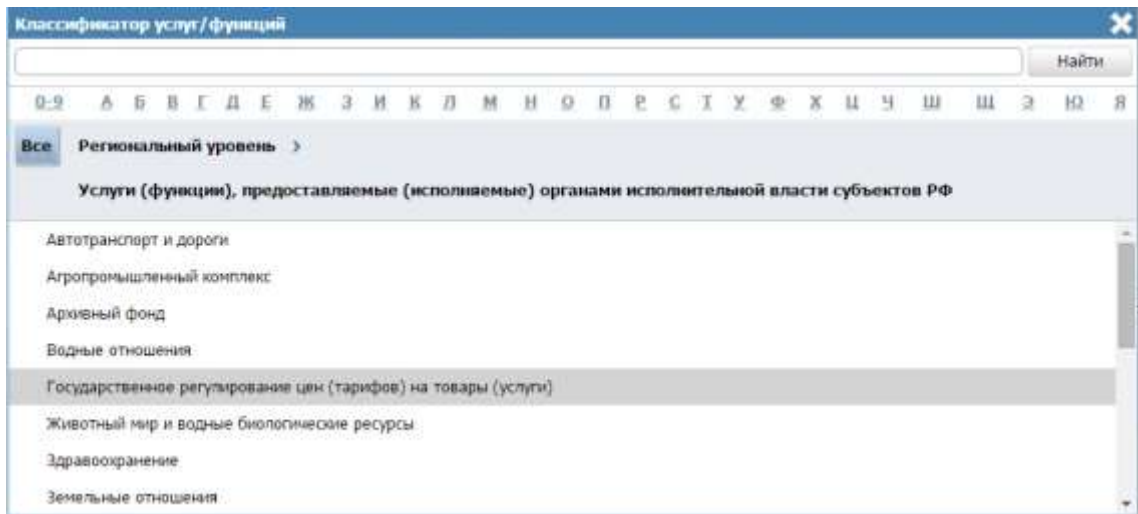 Классификатор услуг/функций
Найти
0-9 А Б В Г Д Е Ж З И К Л М Н О П Р С Т У Ф Х Ц Ч Ш Щ Э Ю Я
Все Региональный уровень >
Услуги (функции), предоставляемые (исполняемые) органами исполнительной власти субъектов РФ
Автотранспорт и дороги
Агропромышленный комплекс
Архивный фонд
Водные отношения
Государственное регулирование цен (тарифов) на товары (услуги)
Животный мир и водные биологические ресурсы
Здравоохранение
Земельные отношения